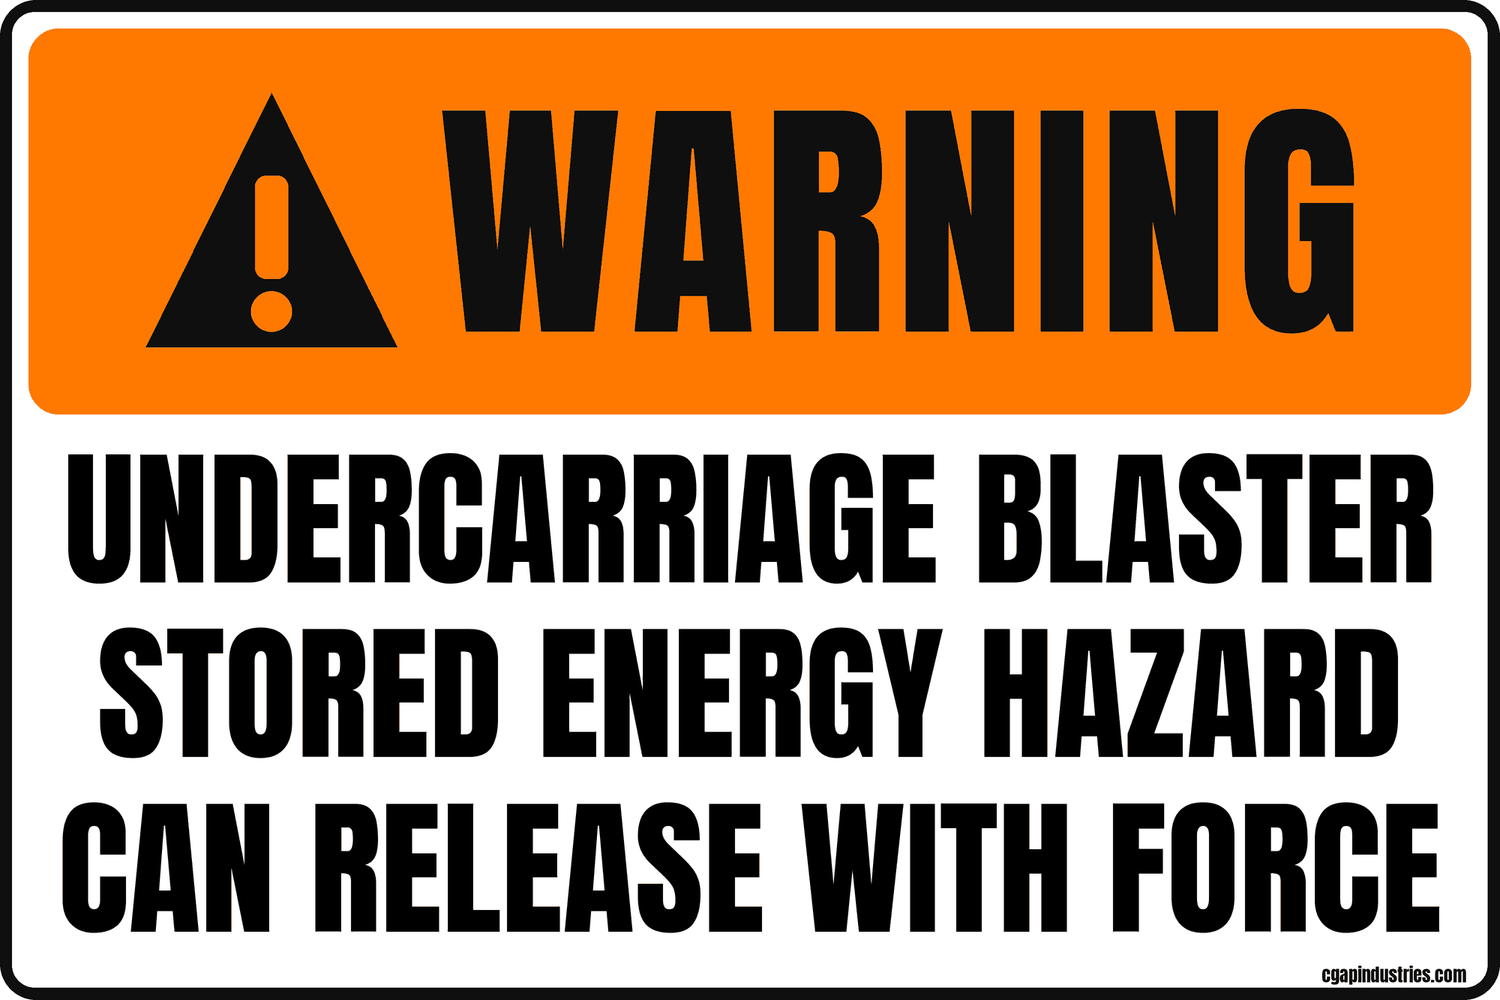 WARNING
UNDERCARRIAGE BLASTER
STORED ENERGY HAZARD
CAN RELEASE WITH FORCE
cgapindustries.com